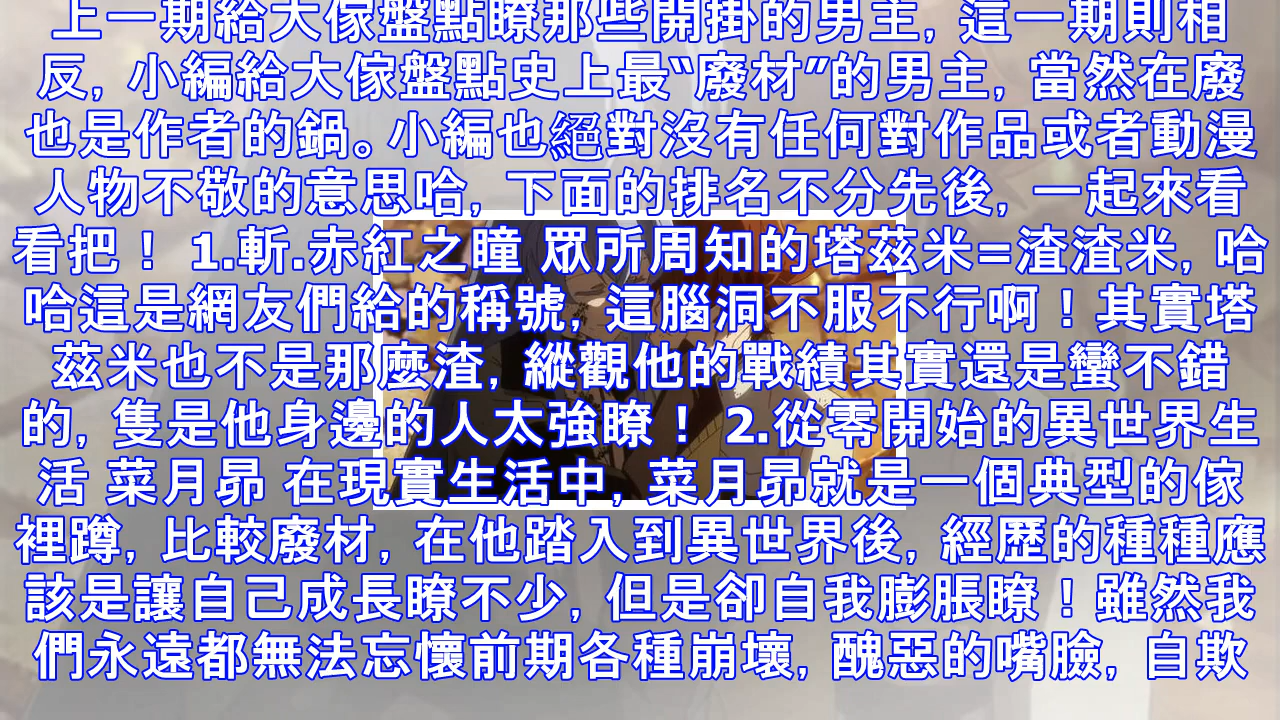 上一期給大傢盤點瞭那些開掛的男主, 這一期則相
反, 小編給大傢盤點史上最“廢材”的男主, 當然在廢
也是作者的鍋。小編也絕對沒有任何對作品或者動漫
人物不敬的意思哈, 下面的排名不分先後, 一起來看
看把！ 1.斬.赤紅之瞳 眾所周知的塔茲米=渣渣米, 哈
哈這是網友們給的稱號, 這腦洞不服不行啊！其實塔
茲米也不是那麼渣, 縱觀他的戰績其實還是蠻不錯
的, 隻是他身邊的人太強瞭！ 2.從零開始的異世界生
活 菜月昴 在現實生活中, 菜月昴就是一個典型的傢
裡蹲, 比較廢材, 在他踏入到異世界後, 經歷的種種應
該是讓自己成長瞭不少, 但是卻自我膨脹瞭！雖然我
們永遠都無法忘懷前期各種崩壞, 醜惡的嘴臉, 自欺